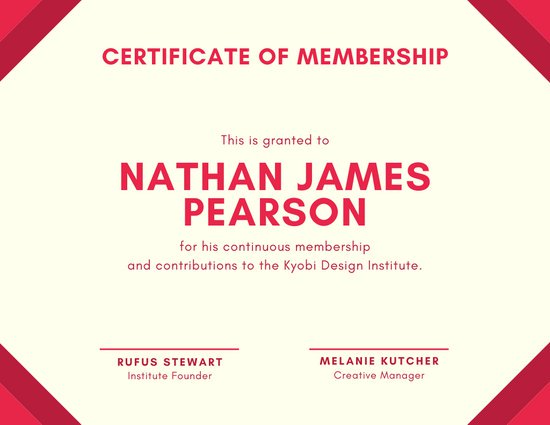 CERTIFICATE OF MEMBERSHIP
This is granted to
NATHAN JAMES
PEARSON
for his continuous membership
and contributions to the Kyobi Design Institute.
RUFUS STEWART
Institute Founder
MELANIE KUTCHER
Creative Manager